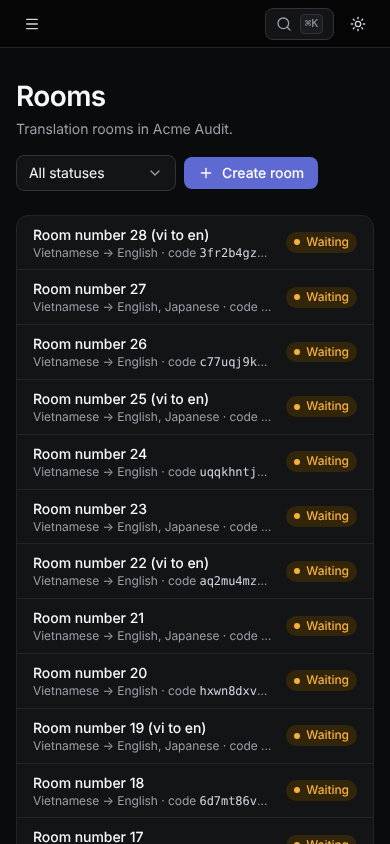 ⌘K
Rooms
Translation rooms in Acme Audit.
All statuses
+ Create room
Room number 28 (vi to en)
Vietnamese → English · code 3fr2b4gz...
Waiting
Room number 27
Vietnamese → English, Japanese · code ...
Waiting
Room number 26
Vietnamese → English · code c77uqj9k...
Waiting
Room number 25 (vi to en)
Vietnamese → English, Japanese · code ...
Waiting
Room number 24
Vietnamese → English · code uqqkhntj...
Waiting
Room number 23
Vietnamese → English, Japanese · code ...
Waiting
Room number 22 (vi to en)
Vietnamese → English · code aq2mu4mz...
Waiting
Room number 21
Vietnamese → English, Japanese · code ...
Waiting
Room number 20
Vietnamese → English · code hxwn8dxv...
Waiting
Room number 19 (vi to en)
Vietnamese → English, Japanese · code ...
Waiting
Room number 18
Vietnamese → English · code 6d7mt86v...
Waiting
Room number 17
Waiting